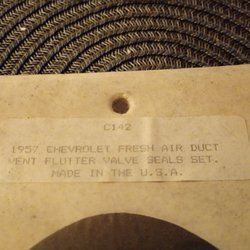 C142
1957 CHEVROLET FRESH AIR DUCT
VENT FLUTTER VALVE SEALS SET.
MADE IN THE U.S.A.